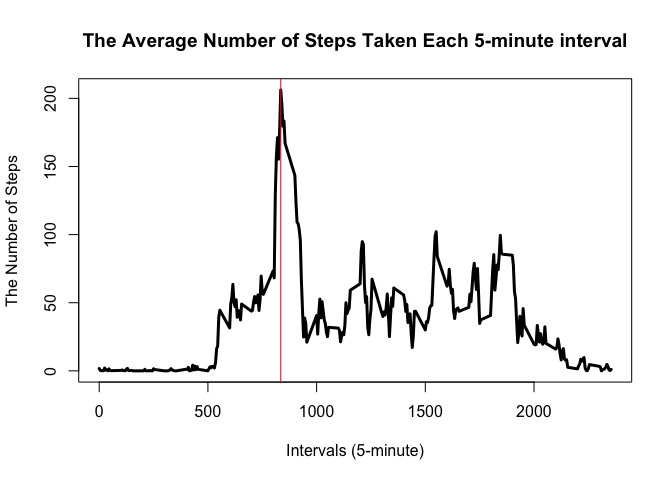 The Average Number of Steps Taken Each 5-minute interval
The Number of Steps
200
150
100
50
0
0 500 1000 1500 2000
Intervals (5-minute)